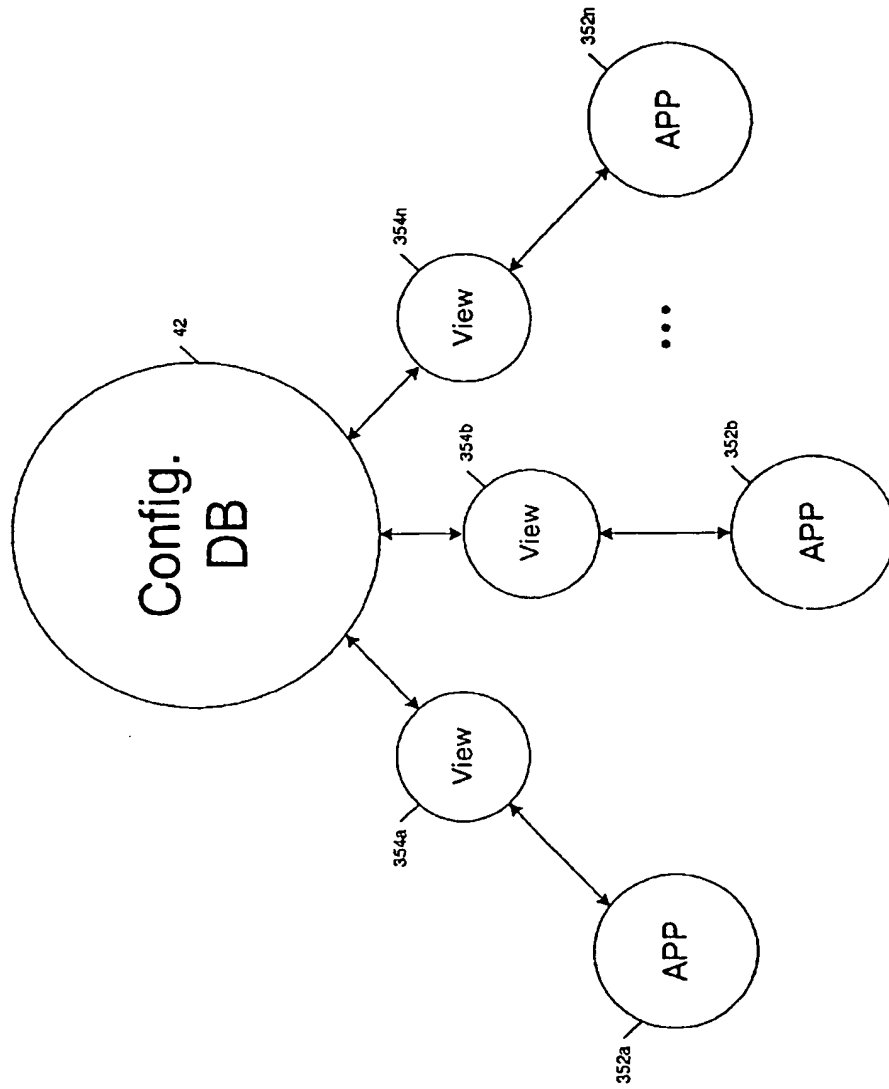 42
Config.
DB
354a
View
354b
View
354n
View
352a
APP
352b
APP
...
352n
APP